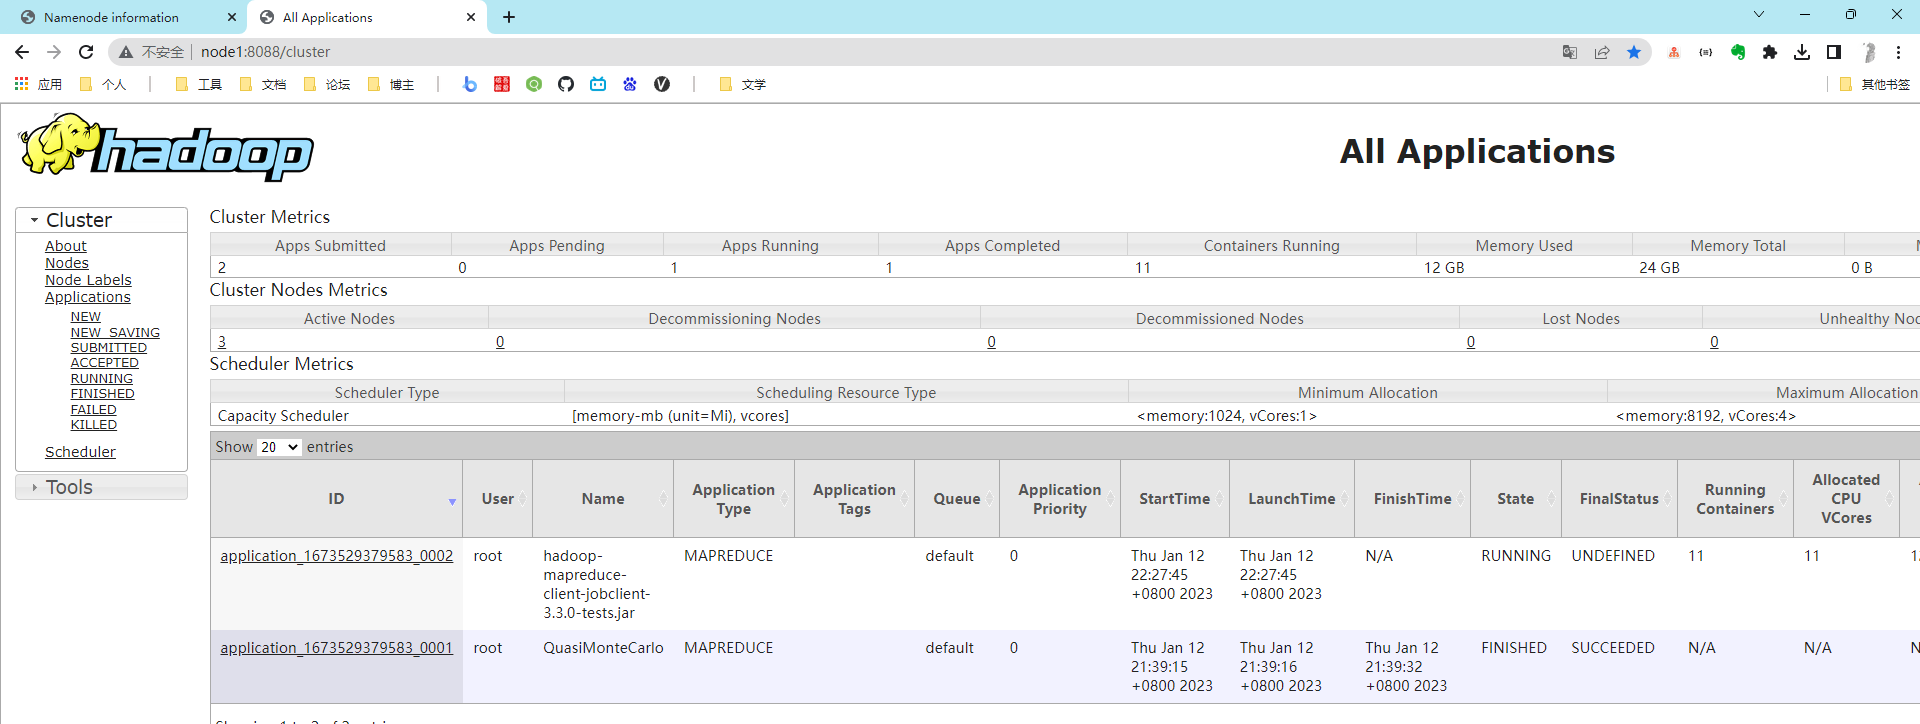 Namenode information
All Applications
不安全 node1:8088/cluster
应用 个人 工具 文档 论坛 博主 文学 其他书签
hadoop
All Applications
Cluster
About
Nodes
Node Labels
Applications
NEW
NEW_SAVING
SUBMITTED
ACCEPTED
RUNNING
FINISHED
FAILED
KILLED
Scheduler
Tools
Cluster Metrics
Apps Submitted Apps Pending Apps Running Apps Completed Containers Running Memory Used Memory Total
2 0 1 1 11 12 GB 24 GB 0 B
Cluster Nodes Metrics
Active Nodes Decommissioning Nodes Decommissioned Nodes Lost Nodes Unhealthy
3 0 0 0 0
Scheduler Metrics
Scheduler Type Scheduling Resource Type Minimum Allocation Maximum Allocation
Capacity Scheduler [memory-mb (unit=Mi), vcores] <memory:1024, vCores:1> <memory:8192, vCores:4>
Show 20 entries
ID User Name Application Type Application Tags Queue Application Priority StartTime LaunchTime FinishTime State FinalStatus Running Containers Allocated CPU VCores
application_1673529379583_0002 root hadoop- MAPREDUCE default 0 Thu Jan 12 Thu Jan 12 N/A RUNNING UNDEFINED 11 11
mapreduce- 22:27:45 22:27:45
client-jobclient- +0800 2023 +0800 2023
3.3.0-tests.jar
application_1673529379583_0001 root QuasiMonteCarlo MAPREDUCE default 0 Thu Jan 12 Thu Jan 12 Thu Jan 12 FINISHED SUCCEEDED N/A N/A
21:39:15 21:39:16 21:39:32
+0800 2023 +0800 2023 +0800 2023